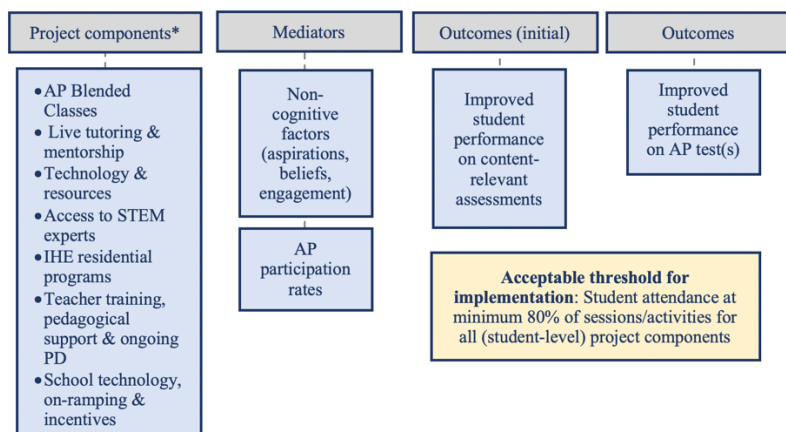 Project components*
• AP Blended
Classes
• Live tutoring &
mentorship
• Technology &
resources
• Access to STEM
experts
• IHE residential
programs
• Teacher training,
pedagogical
support & ongoing
PD
• School technology,
on-ramping &
incentives
Mediators
Non-
cognitive
factors
(aspirations,
beliefs,
engagement)
AP
participation
rates
Outcomes (initial)
Improved
student
performance
on content-
relevant
assessments
Outcomes
Improved
student
performance
on AP test(s)
Acceptable threshold for
implementation: Student attendance at
minimum 80% of sessions/activities for
all (student-level) project components